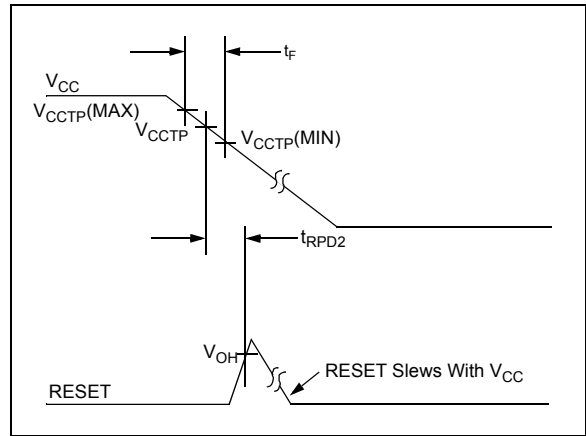 tF
VCC
VCCTP(MAX)
VCCTP
VCCTP(MIN)
tRPD2
VOH
RESET Slews With VCC
RESET